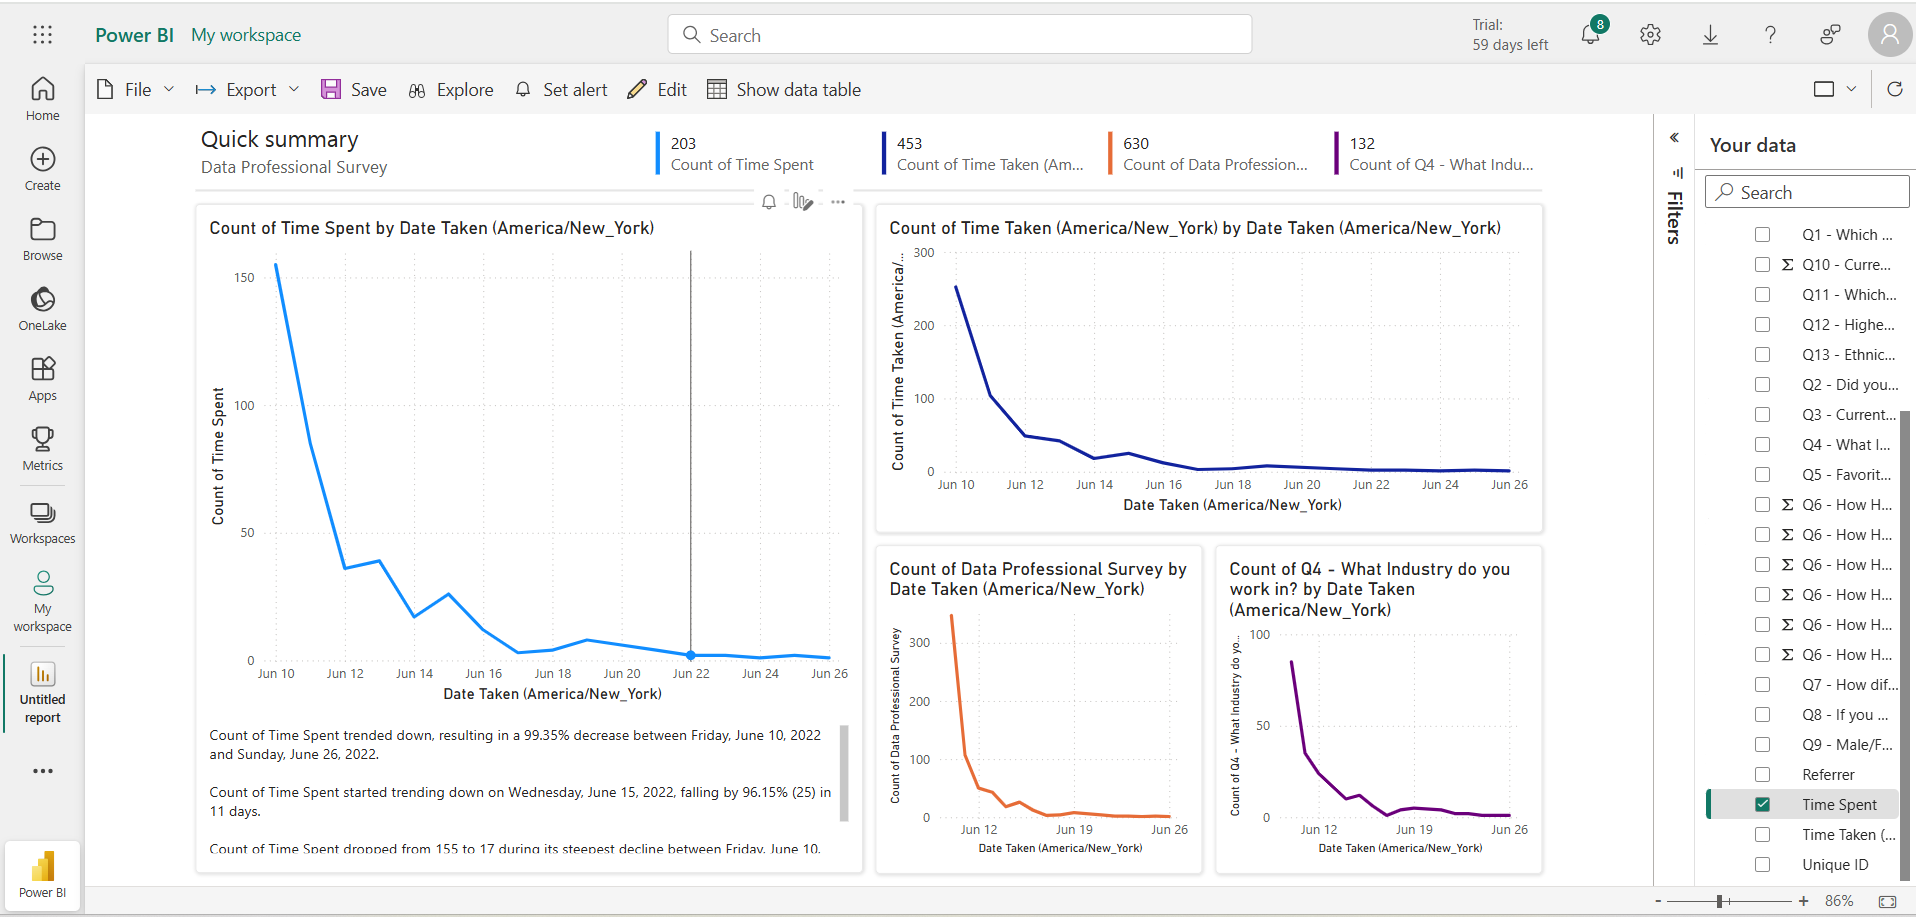 Power BI My workspace
Search
Trial:
59 days left
8
Home
Create
Browse
OneLake
Apps
Metrics
Workspaces
My
workspace
Untitled
report
Power BI
File Export Save Explore Set alert Edit Show data table
Quick summary
Data Professional Survey
203
Count of Time Spent
453
Count of Time Taken (Am...
630
Count of Data Profession...
132
Count of Q4 - What Indu...
Count of Time Spent by Date Taken (America/New_York)
Count of Time Spent
150
100
50
0
Jun 10 Jun 12 Jun 14 Jun 16 Jun 18 Jun 20 Jun 22 Jun 24 Jun 26
Date Taken (America/New_York)
Count of Time Spent trended down, resulting in a 99.35% decrease between Friday, June 10, 2022
and Sunday, June 26, 2022.
Count of Time Spent started trending down on Wednesday, June 15, 2022, falling by 96.15% (25) in
11 days.
Count of Time Spent dropped from 155 to 17 during its steepest decline between Friday, June 10,
Count of Time Taken (America/New_York) by Date Taken (America/New_York)
Count of Time Taken (America/...
300
200
100
0
Jun 10 Jun 12 Jun 14 Jun 16 Jun 18 Jun 20 Jun 22 Jun 24 Jun 26
Date Taken (America/New_York)
Count of Data Professional Survey by
Date Taken (America/New_York)
Count of Data Professional Survey
300
200
100
0
Jun 12 Jun 19 Jun 26
Date Taken (America/New_York)
Count of Q4 - What Industry do you
work in? by Date Taken
(America/New_York)
Count of Q4 - What Industry do yo...
100
50
0
Jun 12 Jun 19 Jun 26
Date Taken (America/New_York)
Filters
Your data
Search
Q1 - Which ...
Σ Q10 - Curre...
Q11 - Which...
Q12 - Highe...
Q13 - Ethnic...
Q2 - Did you...
Q3 - Current...
Q4 - What I...
Q5 - Favorit...
Σ Q6 - How H...
Σ Q6 - How H...
Σ Q6 - How H...
Σ Q6 - How H...
Σ Q6 - How H...
Σ Q6 - How H...
Q7 - How dif...
Q8 - If you ...
Q9 - Male/F...
Referrer
Time Spent
Time Taken (...
Unique ID
- + 86%